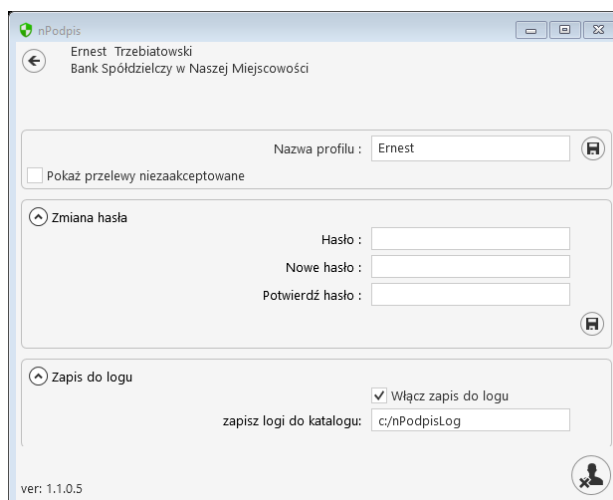 nPodpis
Ernest Trzebiatowski
Bank Spółdzielczy w Naszej Miejscowości
Nazwa profilu : Ernest
Pokaż przelewy niezaakceptowane
Zmiana hasła
Hasło :
Nowe hasło :
Potwierdź hasło :
Zapis do logu
Włącz zapis do logu
zapisz logi do katalogu: c:/nPodpisLog
ver: 1.1.0.5